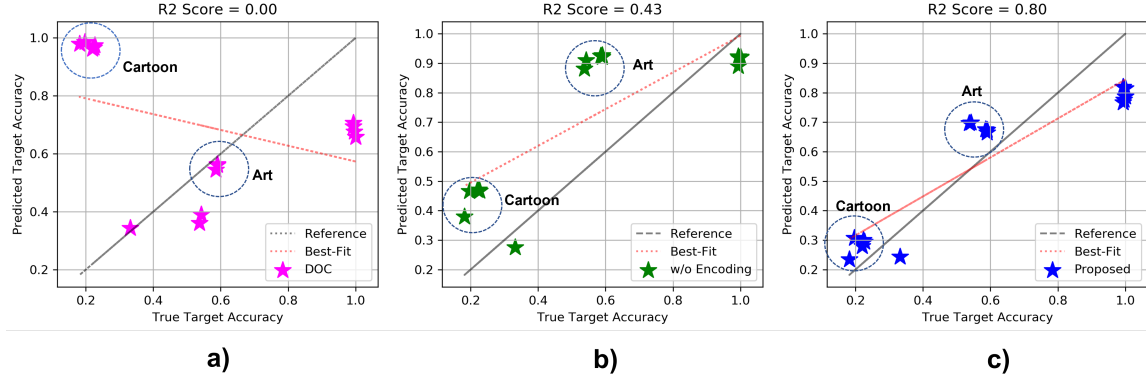 R2 Score = 0.00
Predicted Target Accuracy
1.0
0.8
0.6
0.4
0.2
Cartoon
Art
Reference
Best-Fit
DOC
0.2 0.4 0.6 0.8 1.0
True Target Accuracy
a)
R2 Score = 0.43
Predicted Target Accuracy
1.0
0.9
0.8
0.7
0.6
0.5
0.4
0.3
0.2
Art
Cartoon
Reference
Best-Fit
w/o Encoding
0.2 0.4 0.6 0.8 1.0
True Target Accuracy
b)
R2 Score = 0.80
Predicted Target Accuracy
1.0
0.9
0.8
0.7
0.6
0.5
0.4
0.3
0.2
Art
Cartoon
Reference
Best-Fit
Proposed
0.2 0.4 0.6 0.8 1.0
True Target Accuracy
c)